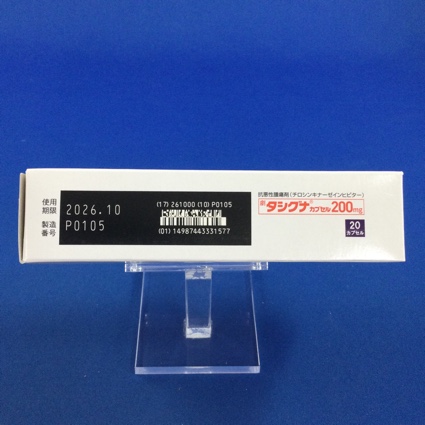 使用
期限
2026.10
製造
番号
P0105
(17) 261000 (10) P0105
(01) 14987443331577
抗悪性腫瘍剤(チロシンキナーゼインヒビター)
劇 タシグナ® カプセル 200mg
20
カプセル